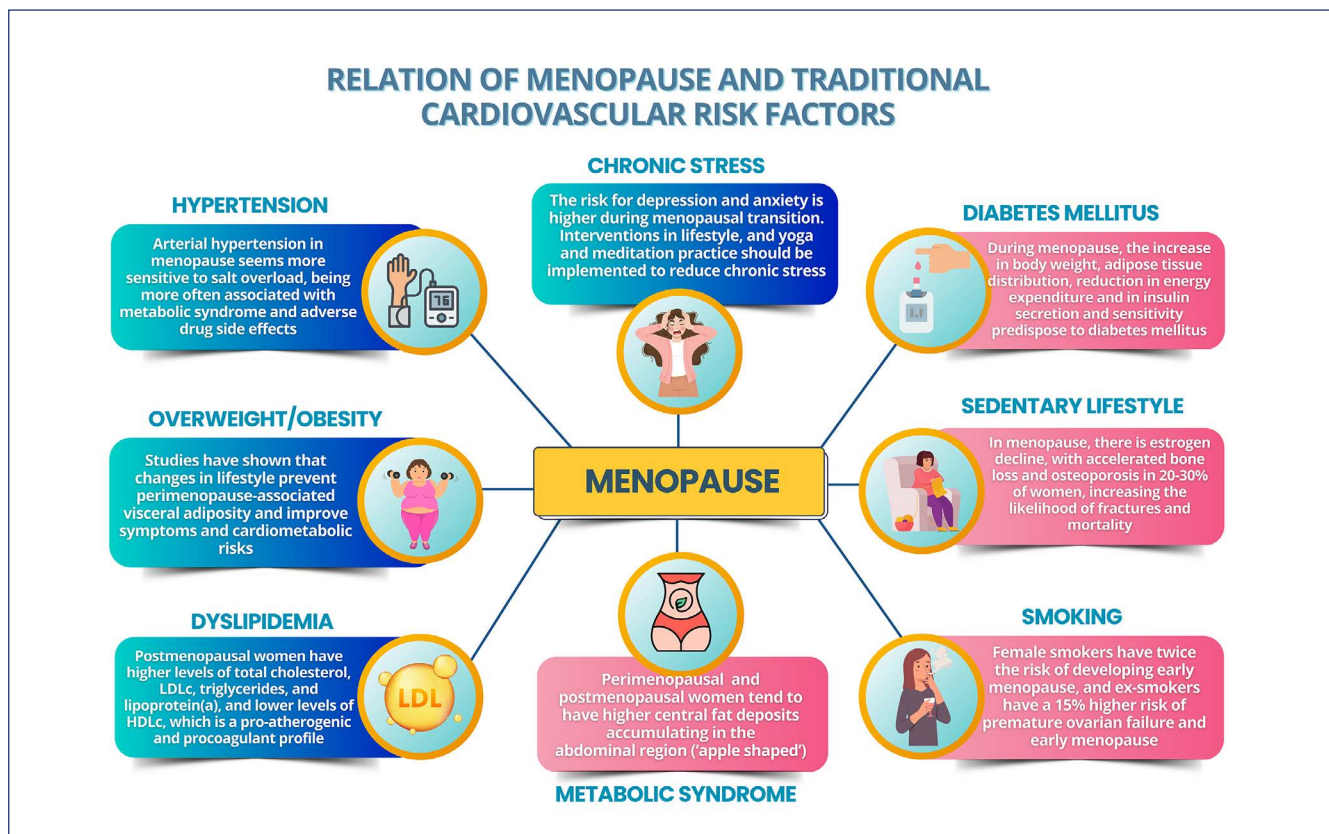 RELATION OF MENOPAUSE AND TRADITIONAL
CARDIOVASCULAR RISK FACTORS
HYPERTENSION
Arterial hypertension in
menopause seems more
sensitive to salt overload, being
more often associated with
metabolic syndrome and adverse
drug side effects
76
CHRONIC STRESS
The risk for depression and anxiety is
higher during menopausal transition.
Interventions in lifestyle, and yoga
and meditation practice should be
implemented to reduce chronic stress
DIABETES MELLITUS
During menopause, the increase
in body weight, adipose tissue
distribution, reduction in energy
expenditure and in insulin
secretion and sensitivity
predispose to diabetes mellitus
OVERWEIGHT/OBESITY
Studies have shown that
changes in lifestyle prevent
perimenopause-associated
visceral adiposity and improve
symptoms and cardiometabolic
risks
MENOPAUSE
SEDENTARY LIFESTYLE
In menopause, there is estrogen
decline, with accelerated bone
loss and osteoporosis in 20-30%
of women, increasing the
likelihood of fractures and
mortality
DYSLIPIDEMIA
Postmenopausal women have
higher levels of total cholesterol,
LDLc, triglycerides, and
lipoprotein(a), and lower levels of
HDLc, which is a pro-atherogenic
and procoagulant profile
LDL
Perimenopausal and
postmenopausal women tend to
have higher central fat deposits
accumulating in the
abdominal region (‘apple shaped’)
METABOLIC SYNDROME
SMOKING
Female smokers have twice
the risk of developing early
menopause, and ex-smokers
have a 15% higher risk of
premature ovarian failure and
early menopause